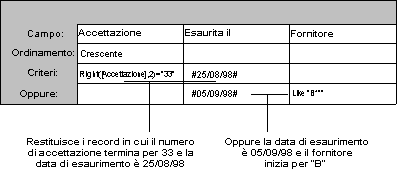 Campo: Accettazione Esaurita il Fornitore
Ordinamento: Crescente
Criteri: Right([Accettazione],2)="33" #25/08/98#
Oppure: #05/09/98# Like "B*"
Restituisce i record in cui il numero
di accettazione termina per 33 e la
data di esaurimento è 25/08/98
Oppure la data di esaurimento
è 05/09/98 e il fornitore
inizia per "B"